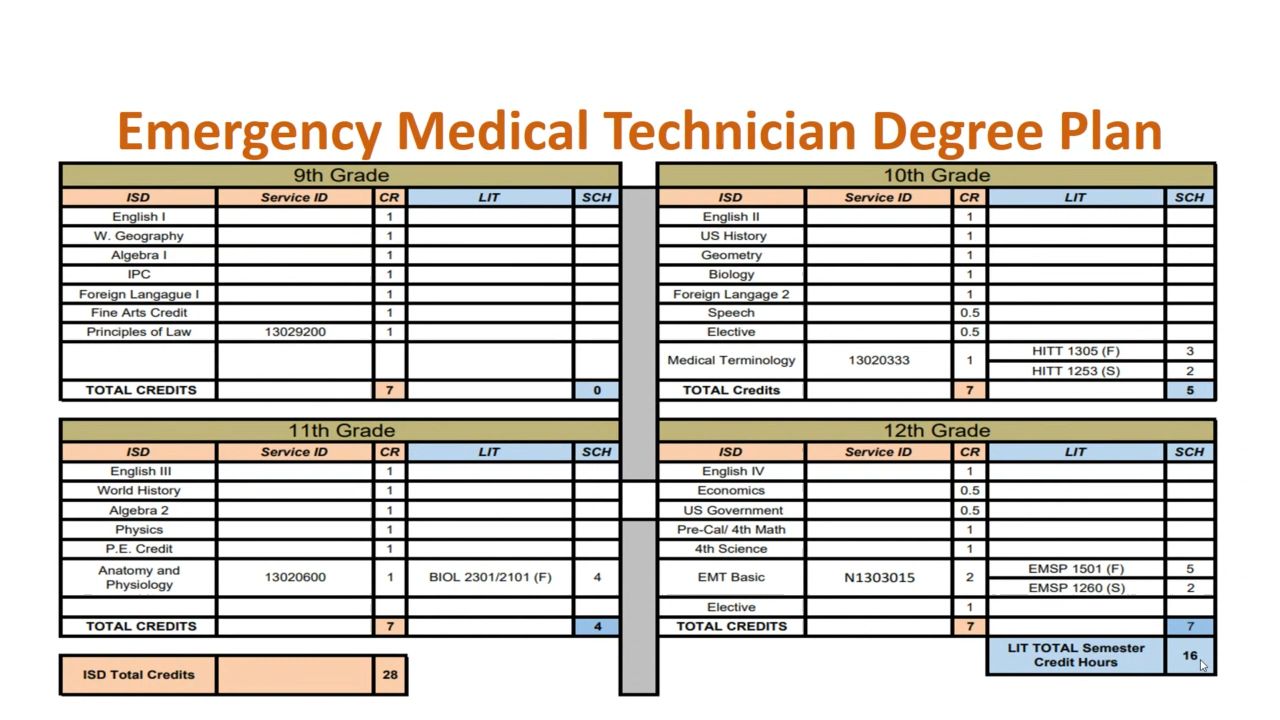 Emergency Medical Technician Degree Plan
9th Grade
ISD Service ID CR LIT SCH
English I 1
W. Geography 1
Algebra I 1
IPC 1
Foreign Langague I 1
Fine Arts Credit 1
Principles of Law 13029200 1
TOTAL CREDITS 7 0
10th Grade
ISD Service ID CR LIT SCH
English II 1
US History 1
Geometry 1
Biology 1
Foreign Langage 2 1
Speech 0.5
Elective 0.5
Medical Terminology 13020333 1 HITT 1305 (F) 3
HITT 1253 (S) 2
TOTAL Credits 7 5
11th Grade
ISD Service ID CR LIT SCH
English III 1
World History 1
Algebra 2 1
Physics 1
P.E. Credit 1
Anatomy and
Physiology 13020600 1 BIOL 2301/2101 (F) 4
TOTAL CREDITS 7 4
12th Grade
ISD Service ID CR LIT SCH
English IV 1
Economics 0.5
US Government 0.5
Pre-Cal/ 4th Math 1
4th Science 1
EMT Basic N1303015 2 EMSP 1501 (F) 5
EMSP 1260 (S) 2
Elective 1
TOTAL CREDITS 7 7
LIT TOTAL Semester
Credit Hours 16
ISD Total Credits 28